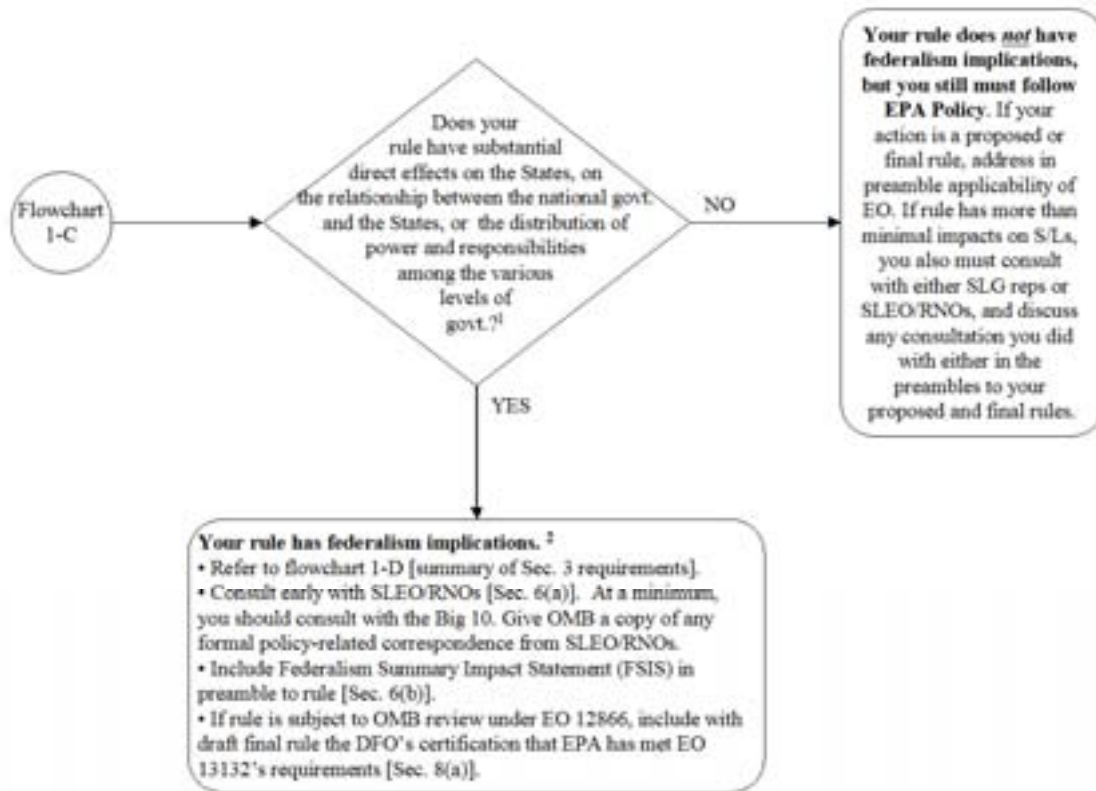 Flowchart
1-C
Does your
rule have substantial
direct effects on the States, on
the relationship between the national govt.
and the States, or the distribution of
power and responsibilities
among the various
levels of
govt.?¹
NO
YES
Your rule does not have
federalism implications,
but you still must follow
EPA Policy. If your
action is a proposed or
final rule, address in
preamble applicability of
EO. If rule has more than
minimal impacts on S/Ls,
you also must consult
with either SLG reps or
SLEO/RNOs, and discuss
any consultation you did
with either in the
preambles to your
proposed and final rules.
Your rule has federalism implications. ²
• Refer to flowchart 1-D [summary of Sec. 3 requirements].
• Consult early with SLEO/RNOs [Sec. 6(a)]. At a minimum,
you should consult with the Big 10. Give OMB a copy of any
formal policy-related correspondence from SLEO/RNOs.
• Include Federalism Summary Impact Statement (FSIS) in
preamble to rule [Sec. 6(b)].
• If rule is subject to OMB review under EO 12866, include with
draft final rule the DFO's certification that EPA has met EO
13132's requirements [Sec. 8(a)].